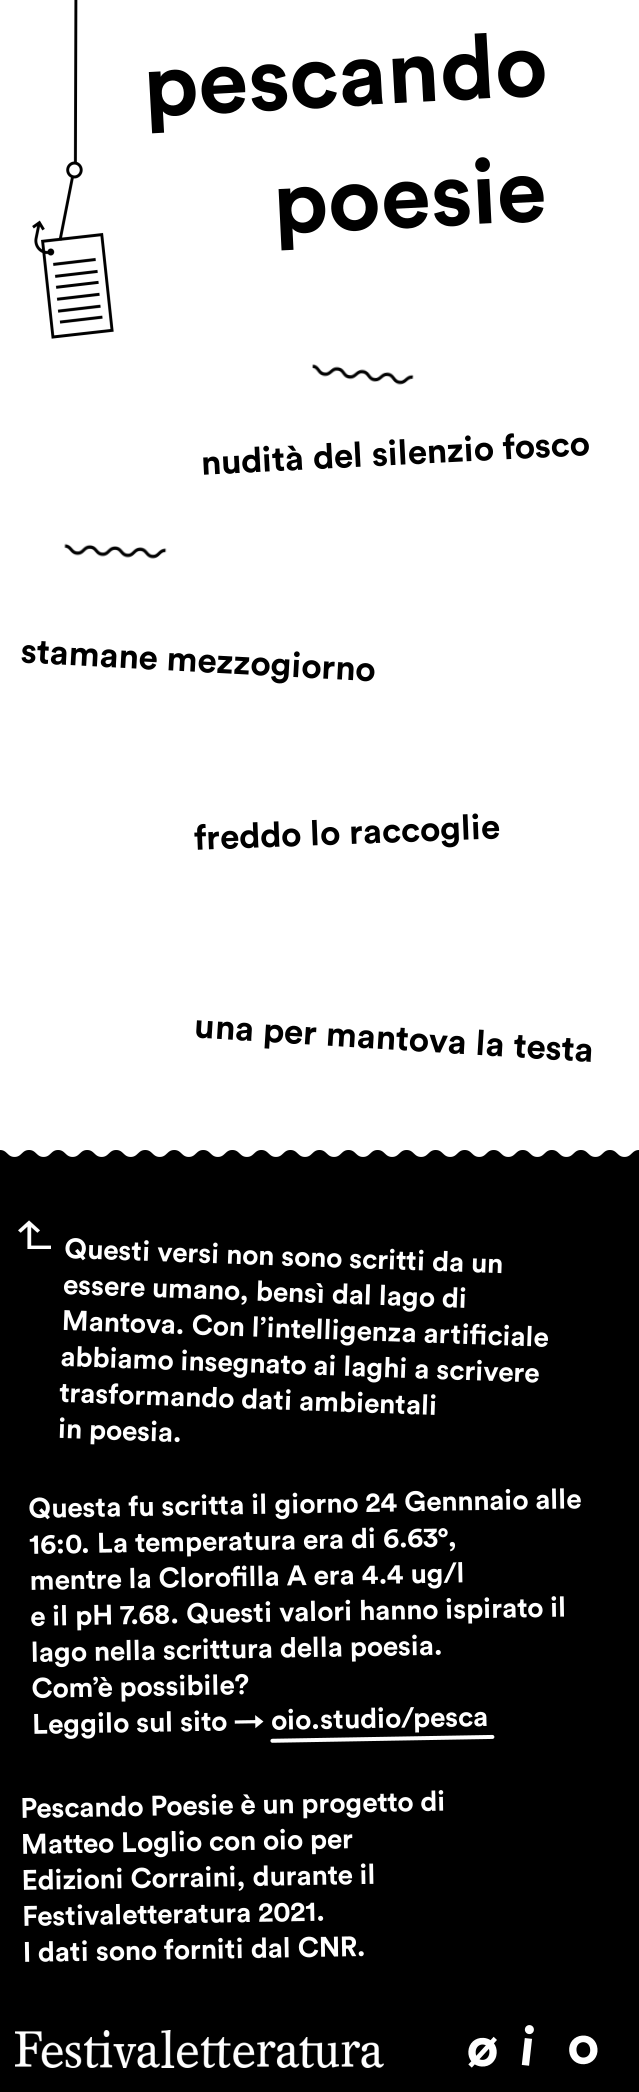 pescando
poesie
nudità del silenzio fosco
stamane mezzogiorno
freddo lo raccoglie
una per mantova la testa
Questi versi non sono scritti da un
essere umano, bensì dal lago di
Mantova. Con l’intelligenza artificiale
abbiamo insegnato ai laghi a scrivere
trasformando dati ambientali
in poesia.
Questa fu scritta il giorno 24 Gennnaio alle
16:0. La temperatura era di 6.63°,
mentre la Clorofilla A era 4.4 ug/l
e il pH 7.68. Questi valori hanno ispirato il
lago nella scrittura della poesia.
Com’è possibile?
Leggilo sul sito → oio.studio/pesca
Pescando Poesie è un progetto di
Matteo Loglio con oio per
Edizioni Corraini, durante il
Festivaletteratura 2021.
I dati sono forniti dal CNR.
Festivaletteratura ø i o